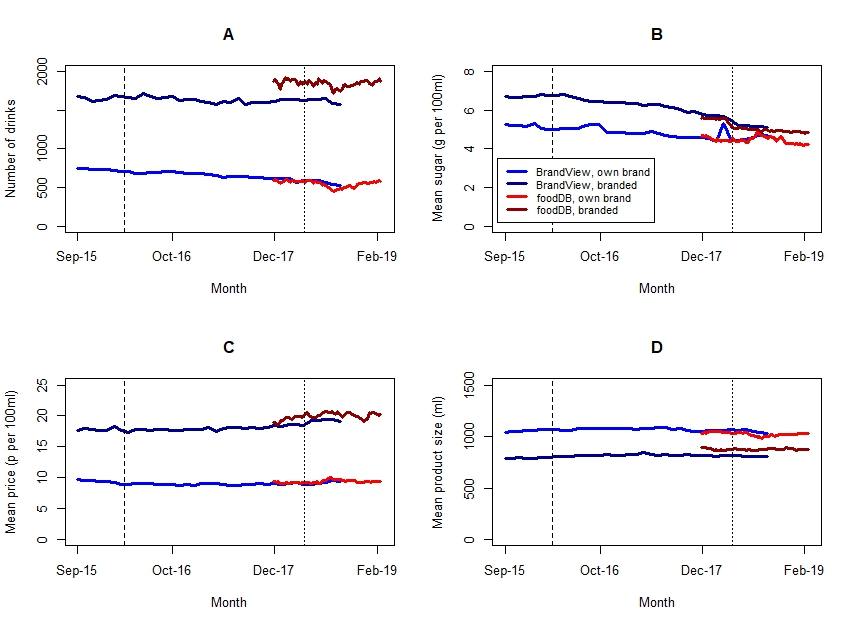 A
Number of drinks
2000
1000
500
0
Sep-15
Oct-16
Dec-17
Feb-19
Month
B
Mean sugar (g per 100ml)
8
6
4
2
0
BrandView, own brand
BrandView, branded
foodDB, own brand
foodDB, branded
Sep-15
Oct-16
Dec-17
Feb-19
Month
C
Mean price (p per 100ml)
25
20
15
10
5
0
Sep-15
Oct-16
Dec-17
Feb-19
Month
D
Mean product size (ml)
1500
1000
500
0
Sep-15
Oct-16
Dec-17
Feb-19
Month